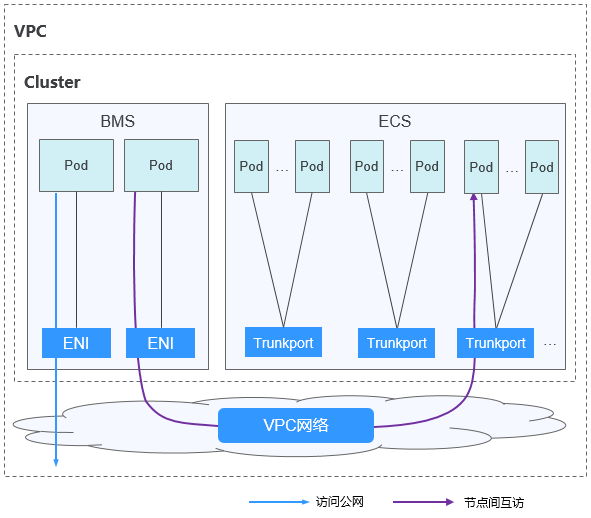 VPC
Cluster
BMS
ECS
Pod
Pod
Pod ... Pod
Pod ... Pod
Pod ... Pod
ENI
ENI
Trunkport
Trunkport
Trunkport ...
VPC网络
访问公网
节点间互访